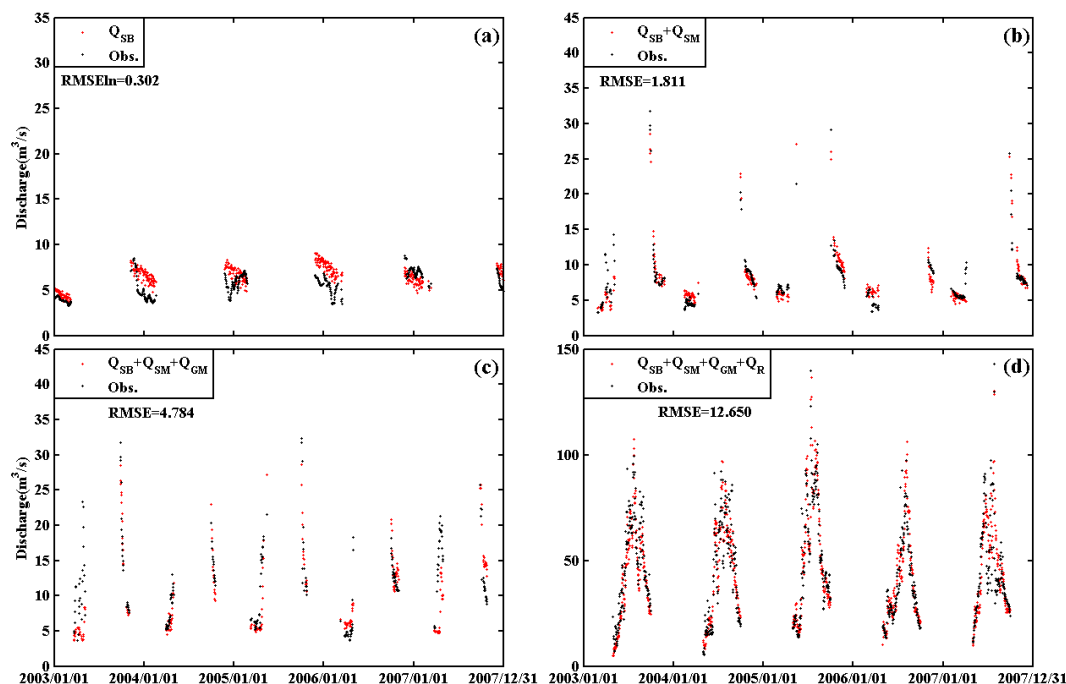 35
30
25
20
15
10
5
0
Discharge(m³/s)
Q_SB
Obs.
RMSEln=0.302
(a)
45
40
35
30
25
20
15
10
5
0
Q_SB+Q_SM
Obs.
RMSE=1.811
(b)
45
40
35
30
25
20
15
10
5
0
Discharge(m³/s)
Q_SB+Q_SM+Q_GM
Obs.
RMSE=4.784
(c)
2003/01/01 2004/01/01 2005/01/01 2006/01/01 2007/01/01 2007/12/31
150
100
50
0
Q_SB+Q_SM+Q_GM+Q_R
Obs.
RMSE=12.650
(d)
2003/01/01 2004/01/01 2005/01/01 2006/01/01 2007/01/01 2007/12/31